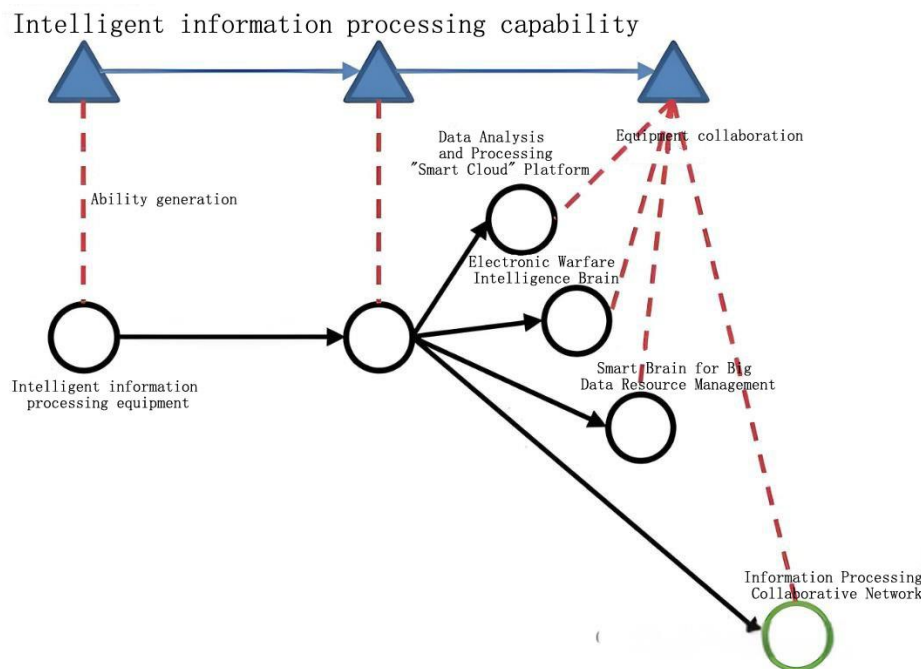 Intelligent information processing capability
Data Analysis
and Processing
"Smart Cloud" Platform
Equipment collaboration
Ability generation
Electronic Warfare
Intelligence Brain
Intelligent information
processing equipment
Smart Brain for Big
Data Resource Management
Information Processing
Collaborative Network
(